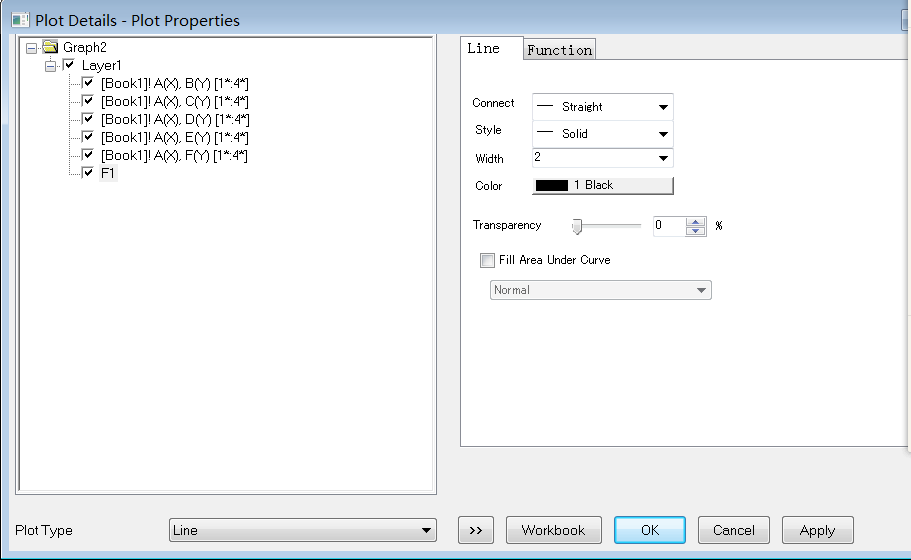 Plot Details - Plot Properties
Graph2
Layer1
[Book1]! A(X), B(Y) [1*:4*]
[Book1]! A(X), C(Y) [1*:4*]
[Book1]! A(X), D(Y) [1*:4*]
[Book1]! A(X), E(Y) [1*:4*]
[Book1]! A(X), F(Y) [1*:4*]
F1
Line Function
Connect Straight
Style Solid
Width 2
Color 1 Black
Transparency 0 %
Fill Area Under Curve
Normal
Plot Type Line >> Workbook OK Cancel Apply